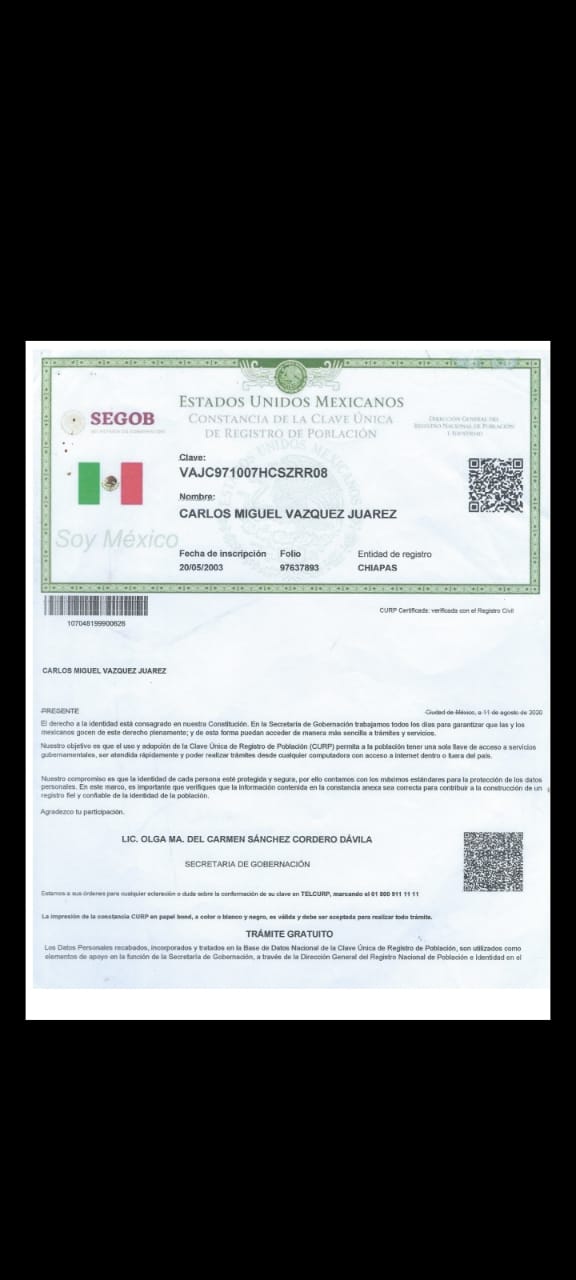 ESTADOS UNIDOS MEXICANOS
CONSTANCIA DE LA CLAVE ÚNICA
DE REGISTRO DE POBLACIÓN
SEGOB
DIRECCIÓN GENERAL DEL
REGISTRO NACIONAL DE POBLACIÓN
E IDENTIDAD
Clave:
VAJC971007HCSZRR08
Nombre:
CARLOS MIGUEL VAZQUEZ JUAREZ
Soy México
Fecha de inscripción Folio Entidad de registro
20/05/2003 97637893 CHIAPAS
107048199900626
CURP Certificada: verificada con el Registro Civil
CARLOS MIGUEL VAZQUEZ JUAREZ
PRESENTE
Ciudad de México, a 11 de agosto de 2020
El derecho a la identidad está consagrado en nuestra Constitución. En la Secretaría de Gobernación trabajamos todos los días para garantizar que las y los
mexicanos gocen de este derecho plenamente; y de esta forma puedan acceder de manera más sencilla a trámites y servicios.
Nuestro objetivo es que el uso y adopción de la Clave Única de Registro de Población (CURP) permita a la población tener una sola llave de acceso a servicios
gubernamentales, ser atendida rápidamente y poder realizar trámites desde cualquier computadora con acceso a internet dentro o fuera del país.
Nuestro compromiso es que la identidad de cada persona esté protegida y segura, por ello contamos con los máximos estándares para la protección de los datos
personales. En este marco, es importante que verifiques que la información contenida en la constancia anexa sea correcta para contribuir a la construcción de un
registro fiel y confiable de la identidad de la población.
Agradezco tu participación.
LIC. OLGA MA. DEL CARMEN SÁNCHEZ CORDERO DÁVILA
SECRETARIA DE GOBERNACIÓN
Estamos a sus órdenes para cualquier aclaración o duda sobre la conformación de su clave en TELCURP, marcando el 01 800 911 11 11
La impresión de la constancia CURP en papel bond, a color o blanco y negro, es válida y debe ser aceptada para realizar todo trámite.
TRÁMITE GRATUITO
Los Datos Personales recabados, incorporados y tratados en la Base de Datos Nacional de la Clave Única de Registro de Población, son utilizados como
elementos de apoyo en la función de la Secretaría de Gobernación, a través de la Dirección General del Registro Nacional de Población e Identidad en el